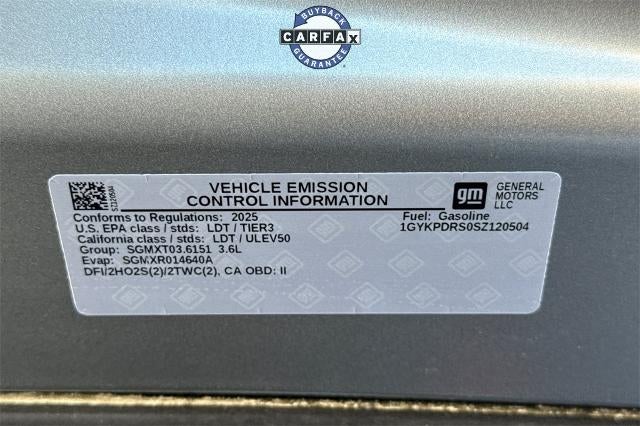 BUYBACK
CARFAX
GUARANTEE
VEHICLE EMISSION
CONTROL INFORMATION
gm
GENERAL
MOTORS
LLC
Conforms to Regulations: 2025
Fuel: Gasoline
U.S. EPA class / stds: LDT / TIER3
1GYKPDRS0SZ120504
California class / stds: LDT / ULEV50
Group: SGMXT03.6151 3.6L
Evap: SGMXR014640A
DFI/2HO2S(2)/2TWC(2), CA OBD: II